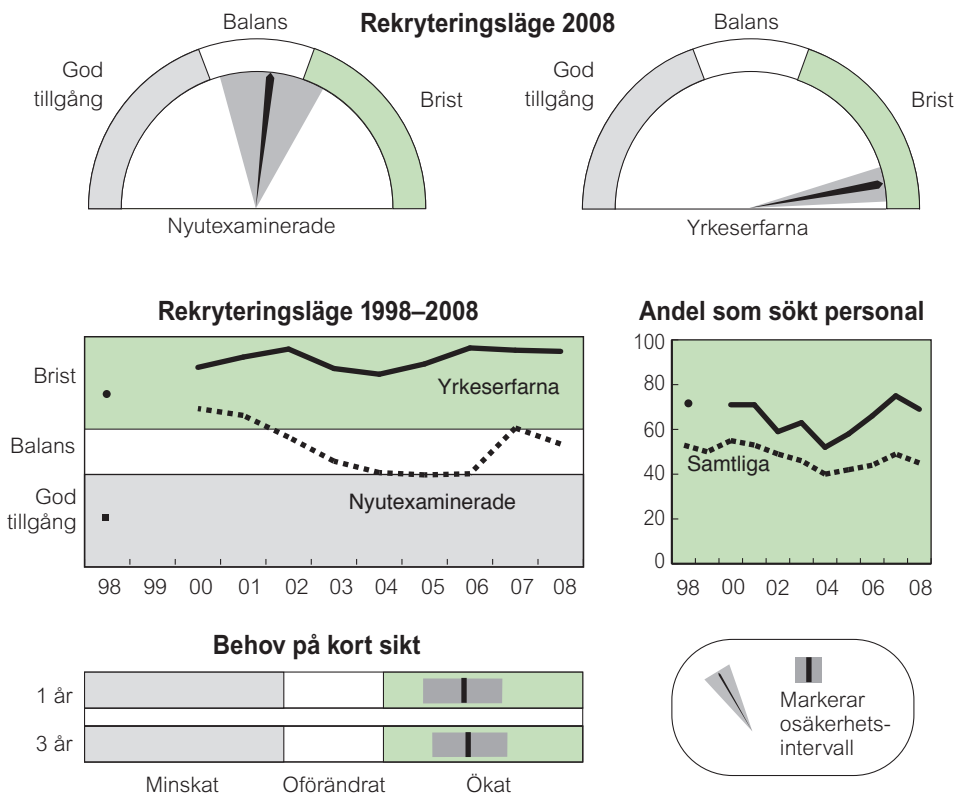 Rekryteringsläge 2008
Balans
God
tillgång
Brist
Nyutexaminerade
Balans
God
tillgång
Brist
Yrkeserfarna
Rekryteringsläge 1998–2008
Brist
Balans
God
tillgång
Yrkeserfarna
Nyutexaminerade
98 99 00 01 02 03 04 05 06 07 08
Andel som sökt personal
100
80
60
40
20
0
Samtliga
98 00 02 04 06 08
Behov på kort sikt
1 år
3 år
Minskat Oförändrat Ökat
Markerar
osäkerhets-
intervall